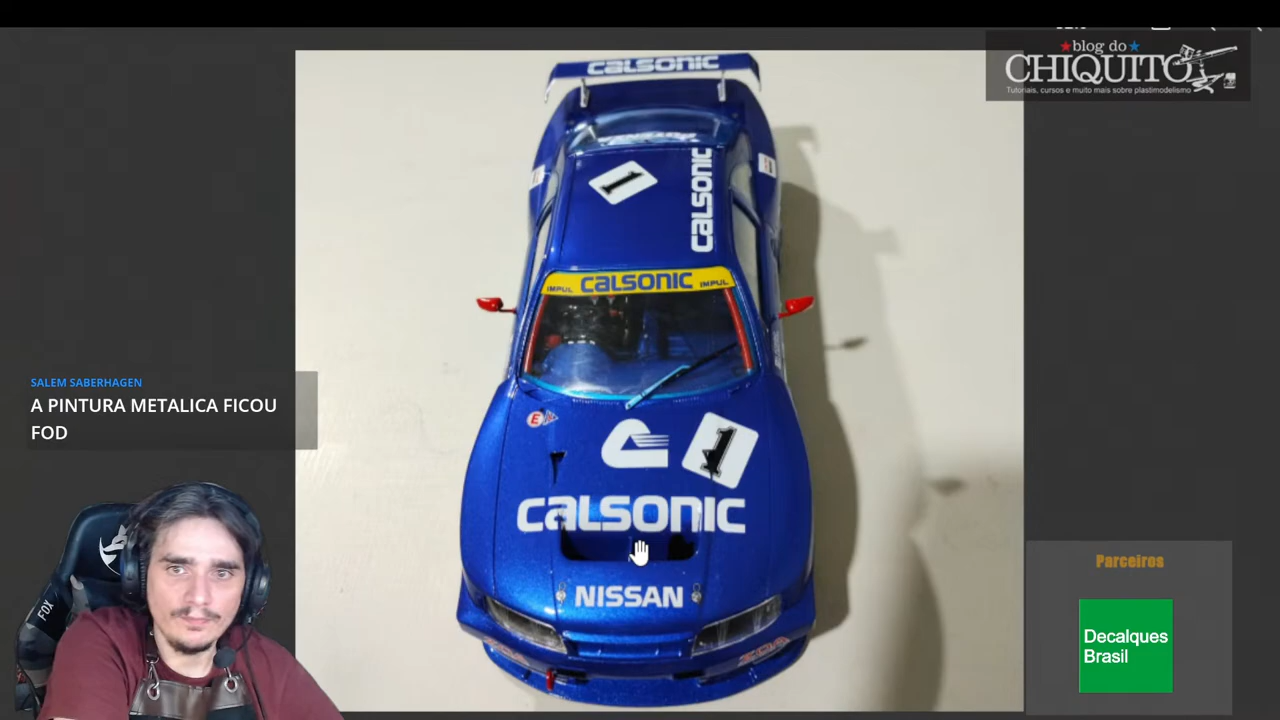 blog do
CHIQUITO
Tutoriais, cursos e muito mais sobre plastimodelismo
CALSONIC
1
CALSONIC
IMPUL CALSONIC IMPUL
SALEM SABERHAGEN
A PINTURA METALICA FICOU
FOD
E
1
CALSONIC
NISSAN
FOX
Parceiros
Decalques
Brasil